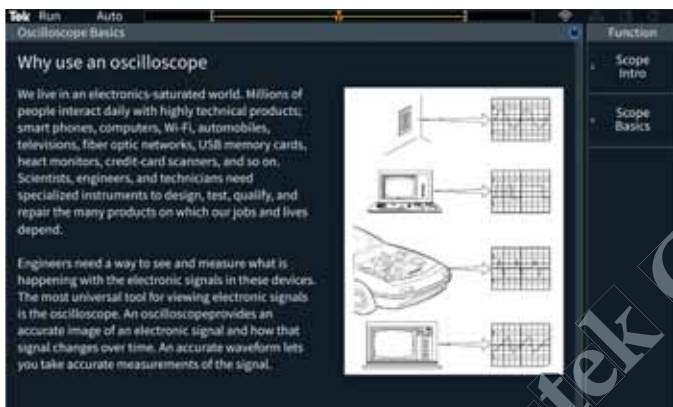 Tek Run Auto
Oscilloscope Basics
Function
Why use an oscilloscope
Scope
Intro
We live in an electronics-saturated world. Millions of
people interact daily with highly technical products;
smart phones, computers, Wi-Fi, automobiles,
televisions, fiber optic networks, USB memory cards,
heart monitors, credit-card scanners, and so on.
Scientists, engineers, and technicians need
specialized instruments to design, test, qualify, and
repair the many products on which our jobs and lives
depend.
Scope
Basics
Engineers need a way to see and measure what is
happening with the electronic signals in these devices.
The most universal tool for viewing electronic signals
is the oscilloscope. An oscilloscopeprovides an
accurate image of an electronic signal and how that
signal changes over time. An accurate waveform lets
you take accurate measurements of the signal.